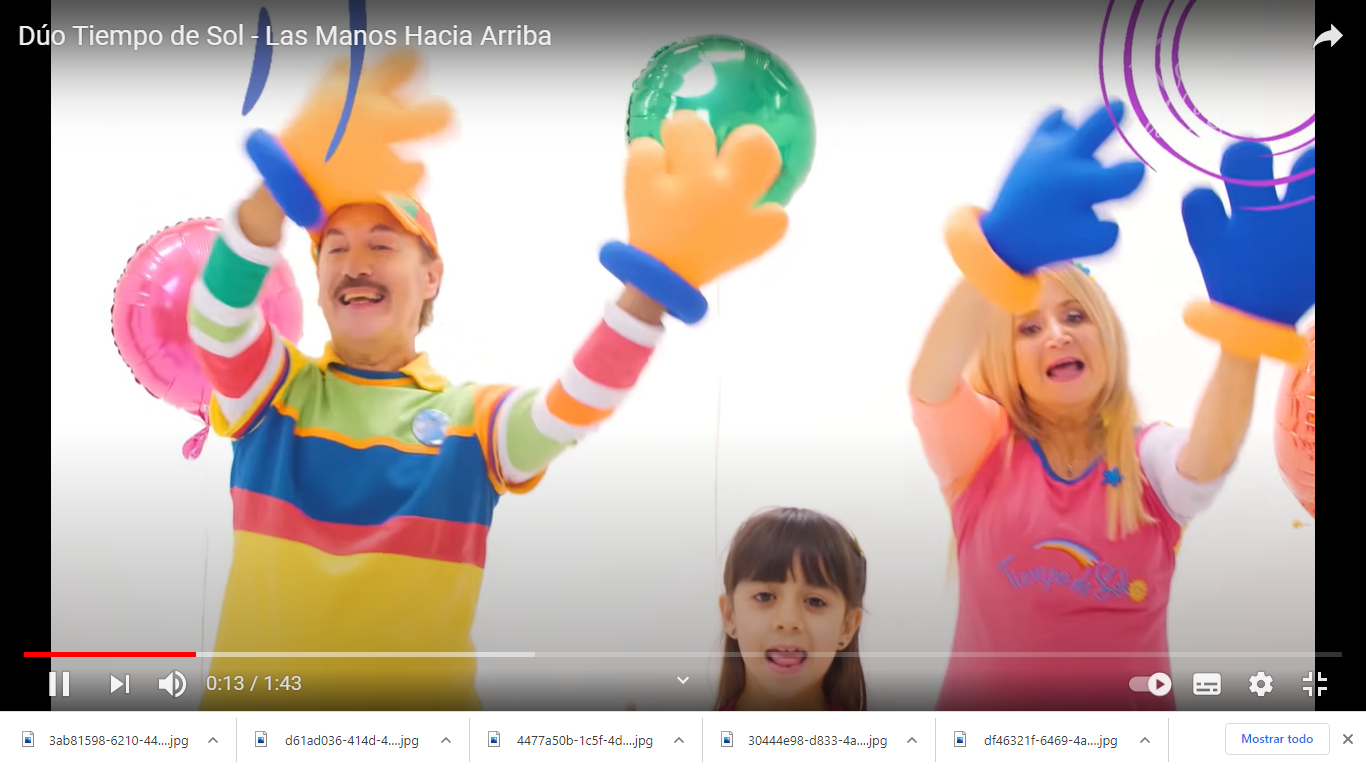 Dúo Tiempo de Sol - Las Manos Hacia Arriba
Tiempo de Sol
0:13 / 1:43
3ab81598-6210-44....jpg
d61ad036-414d-4....jpg
4477a50b-1c5f-4d....jpg
30444e98-d833-4a....jpg
df46321f-6469-4a....jpg
Mostrar todo